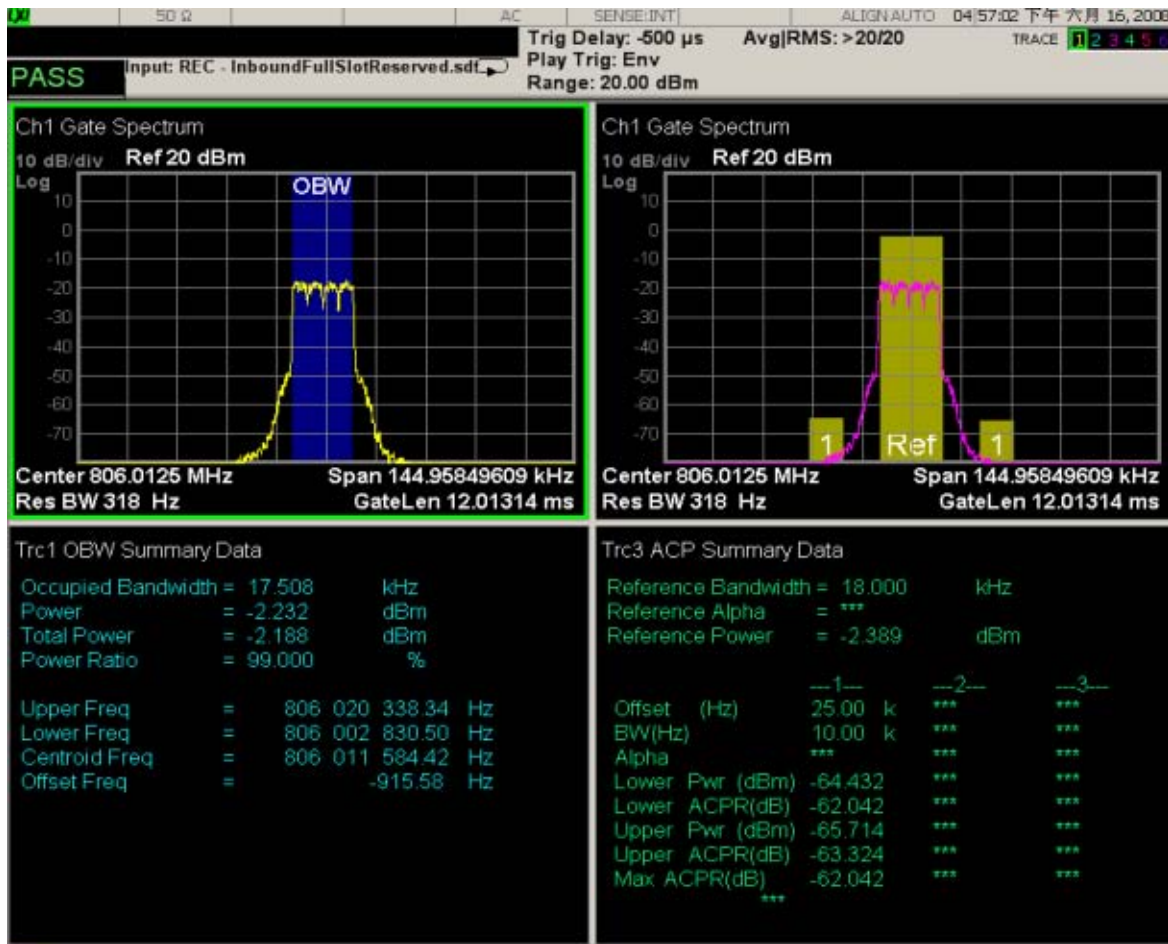 50 Ω AC SENSE:INT ALIGN AUTO 04:57:02 下午 六月 16, 2008
Trig Delay: -500 µs Avg|RMS: >20/20 TRACE 1 2 3 4 5 6
PASS Input: REC - InboundFullSlotReserved.sdf Play Trig: Env
Range: 20.00 dBm
Ch1 Gate Spectrum
10 dB/div Ref 20 dBm
Log
OBW
10
0
-10
-20
-30
-40
-50
-60
-70
Center 806.0125 MHz Span 144.95849609 kHz
Res BW 318 Hz GateLen 12.01314 ms
Ch1 Gate Spectrum
10 dB/div Ref 20 dBm
Log
10
0
-10
-20
-30
-40
-50
-60
-70
1 Ref 1
Center 806.0125 MHz Span 144.95849609 kHz
Res BW 318 Hz GateLen 12.01314 ms
Trc1 OBW Summary Data
Occupied Bandwidth = 17.508 kHz
Power = -2.232 dBm
Total Power = -2.188 dBm
Power Ratio = 99.000 %
Upper Freq = 806 020 338.34 Hz
Lower Freq = 806 002 830.50 Hz
Centroid Freq = 806 011 584.42 Hz
Offset Freq = -915.58 Hz
Trc3 ACP Summary Data
Reference Bandwidth = 18.000 kHz
Reference Alpha = ***
Reference Power = -2.389 dBm
---1--- ---2--- ---3---
Offset (Hz) 25.00 k *** ***
BW(Hz) 10.00 k *** ***
Alpha *** *** ***
Lower Pwr (dBm) -64.432 *** ***
Lower ACPR(dB) -62.042 *** ***
Upper Pwr (dBm) -65.714 *** ***
Upper ACPR(dB) -63.324 *** ***
Max ACPR(dB) -62.042 *** ***
***